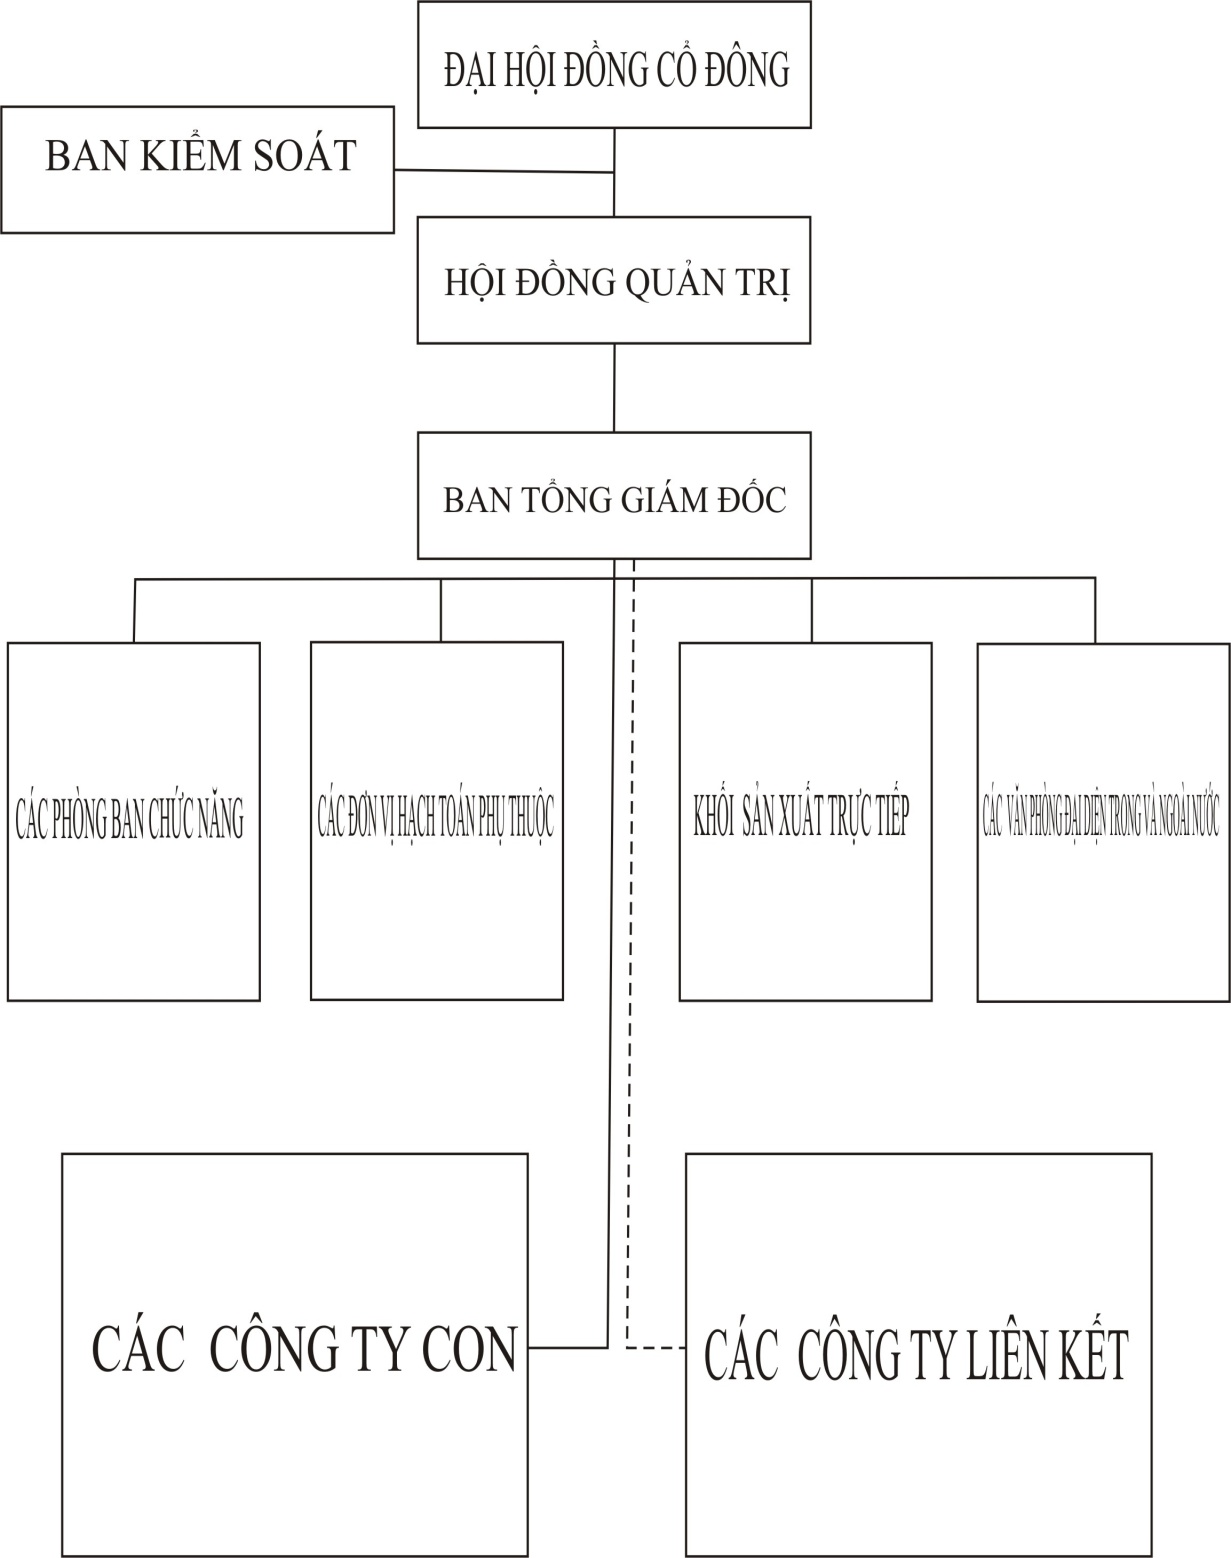 ĐẠI HỘI ĐỒNG CỔ ĐÔNG
BAN KIỂM SOÁT
HỘI ĐỒNG QUẢN TRỊ
BAN TỔNG GIÁM ĐỐC
CÁC PHÒNG BAN CHỨC NĂNG
CÁC ĐƠN VỊ HẠCH TOÁN PHỤ THUỘC
KHỐI SẢN XUẤT TRỰC TIẾP
CÁC VĂN PHÒNG ĐẠI DIỆN TRONG VÀ NGOÀI NƯỚC
CÁC CÔNG TY CON
CÁC CÔNG TY LIÊN KẾT